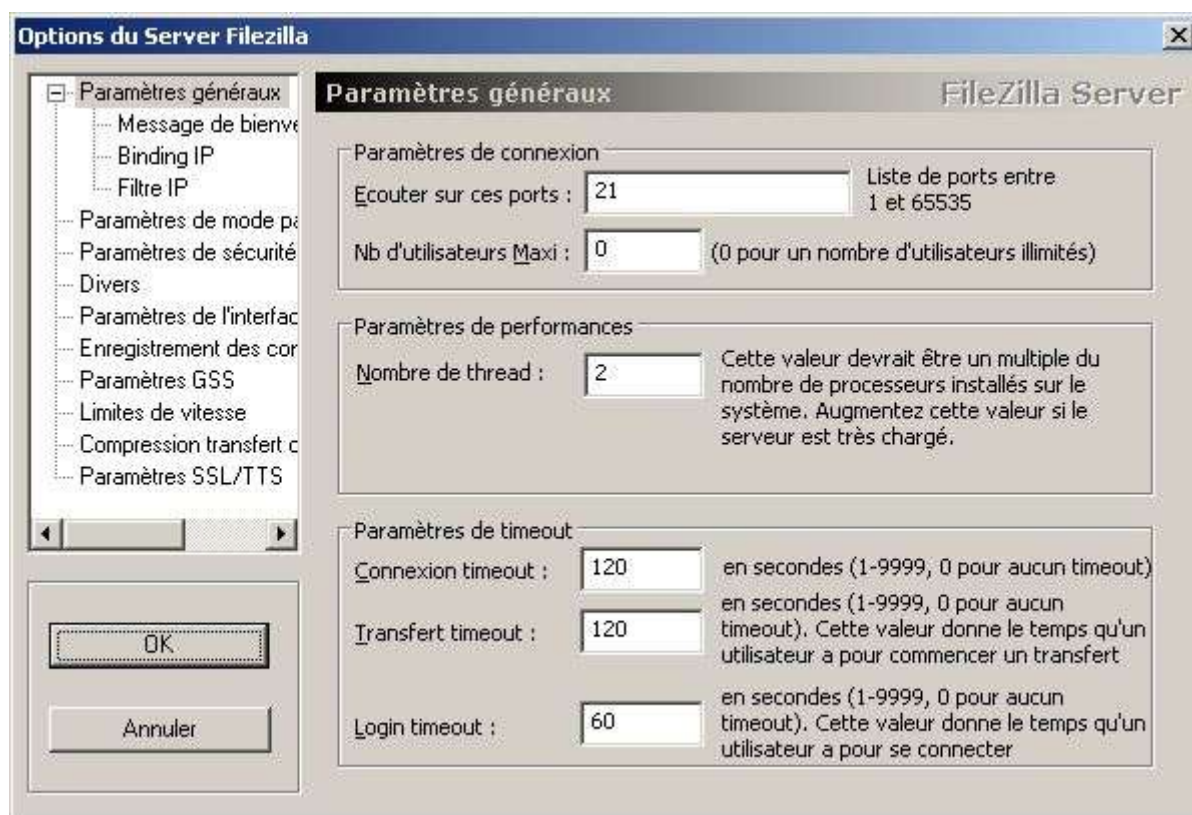 Options du Server Filezilla
Paramètres généraux
Message de bienve
Binding IP
Filtre IP
Paramètres de mode pa
Paramètres de sécurité
Divers
Paramètres de l'interfac
Enregistrement des cor
Paramètres GSS
Limites de vitesse
Compression transfert c
Paramètres SSL/TTS
OK
Annuler
Paramètres généraux
FileZilla Server
Paramètres de connexion
Ecouter sur ces ports : 21
Liste de ports entre
1 et 65535
Nb d'utilisateurs Maxi : 0 (0 pour un nombre d'utilisateurs illimités)
Paramètres de performances
Nombre de thread : 2
Cette valeur devrait être un multiple du
nombre de processeurs installés sur le
système. Augmentez cette valeur si le
serveur est très chargé.
Paramètres de timeout
Connexion timeout : 120 en secondes (1-9999, 0 pour aucun timeout)
Transfert timeout : 120
en secondes (1-9999, 0 pour aucun
timeout). Cette valeur donne le temps qu'un
utilisateur a pour commencer un transfert
Login timeout : 60
en secondes (1-9999, 0 pour aucun
timeout). Cette valeur donne le temps qu'un
utilisateur a pour se connecter